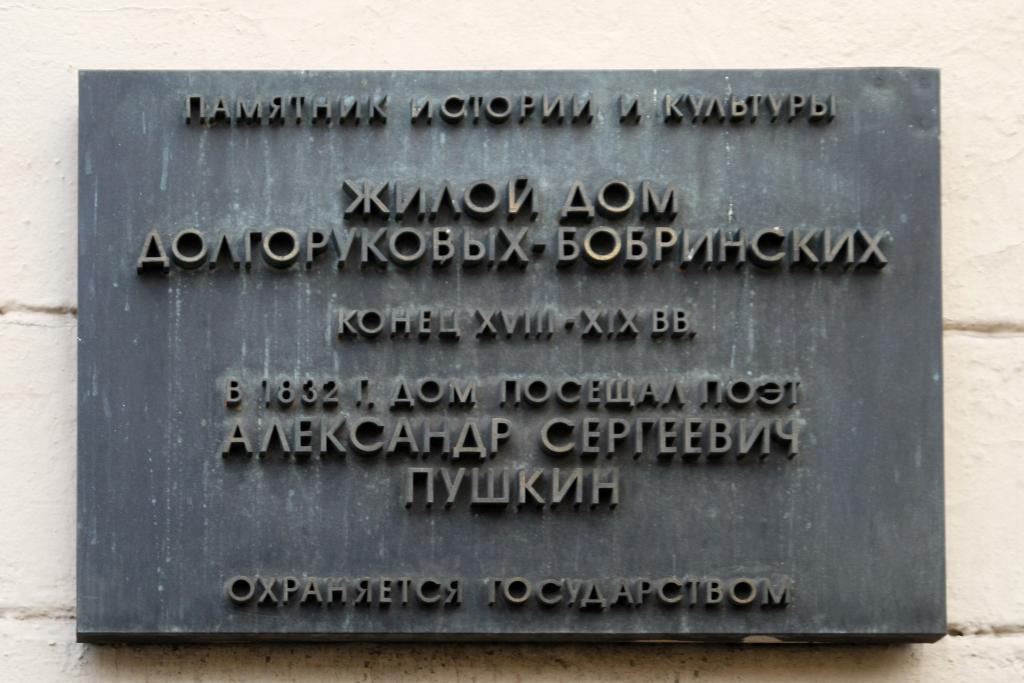 ПАМЯТНИК ИСТОРИИ И КУЛЬТУРЫ
ЖИЛОЙ ДОМ
ДОЛГОРУКОВЫХ-БОБРИНСКИХ
КОНЕЦ XVIII-XIX ВВ.
В 1832 Г. ДОМ ПОСЕЩАЛ ПОЭТ
АЛЕКСАНДР СЕРГЕЕВИЧ
ПУШКИН
ОХРАНЯЕТСЯ ГОСУДАРСТВОМ